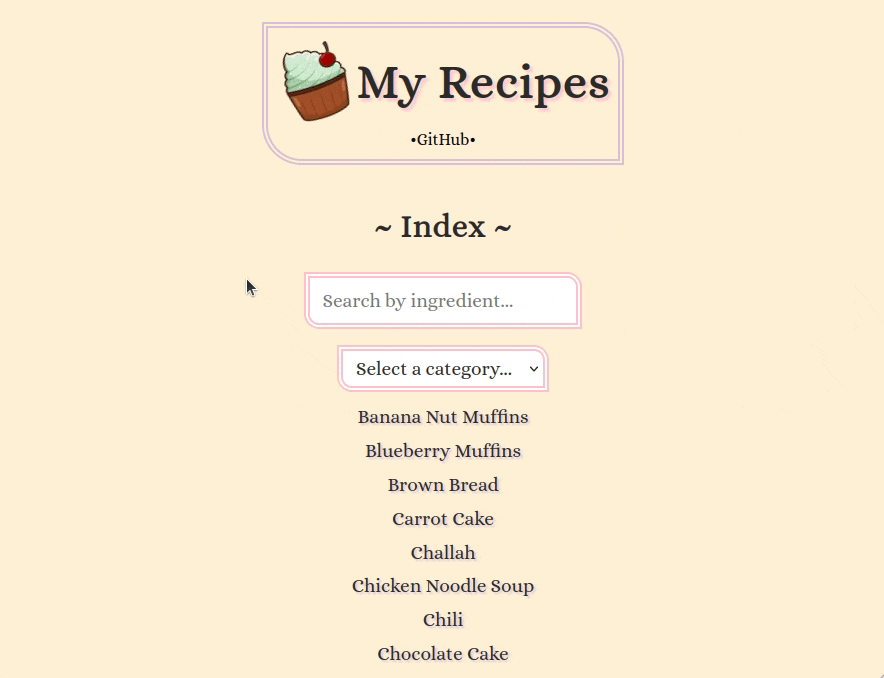 My Recipes
•GitHub•
~ Index ~
Search by ingredient...
Select a category...
Banana Nut Muffins
Blueberry Muffins
Brown Bread
Carrot Cake
Challah
Chicken Noodle Soup
Chili
Chocolate Cake